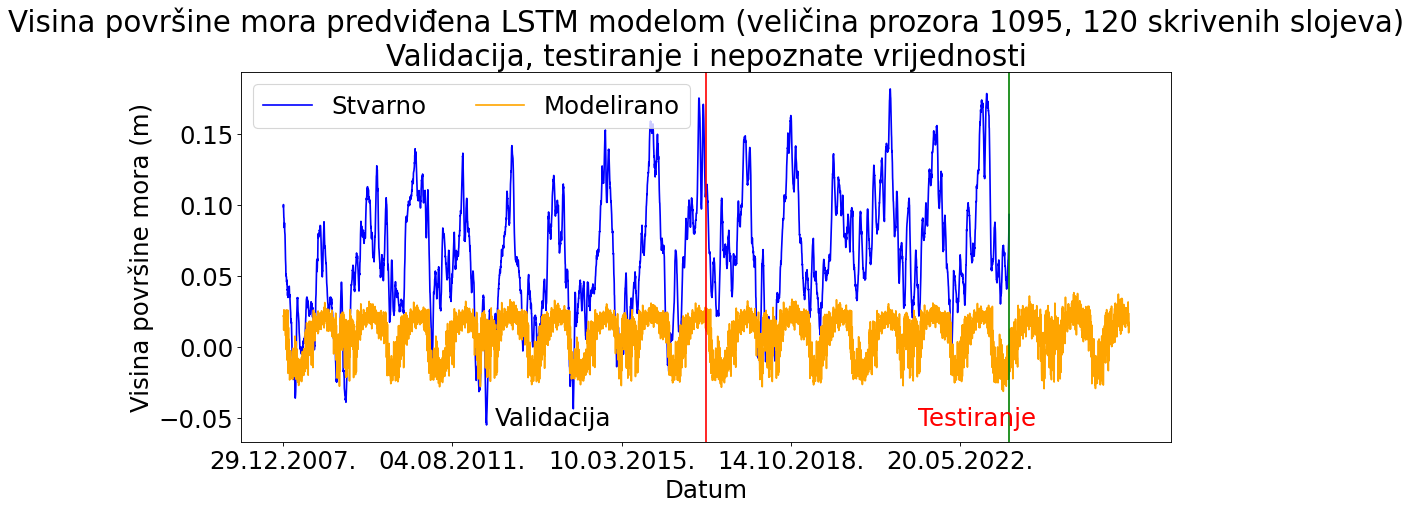 Visina površine mora predviđena LSTM modelom (veličina prozora 1095, 120 skrivenih slojeva)
Validacija, testiranje i nepoznate vrijednosti
Stvarno
Modelirano
Visina površine mora (m)
0.15
0.10
0.05
0.00
−0.05
Validacija
Testiranje
29.12.2007.
04.08.2011.
10.03.2015.
14.10.2018.
20.05.2022.
Datum